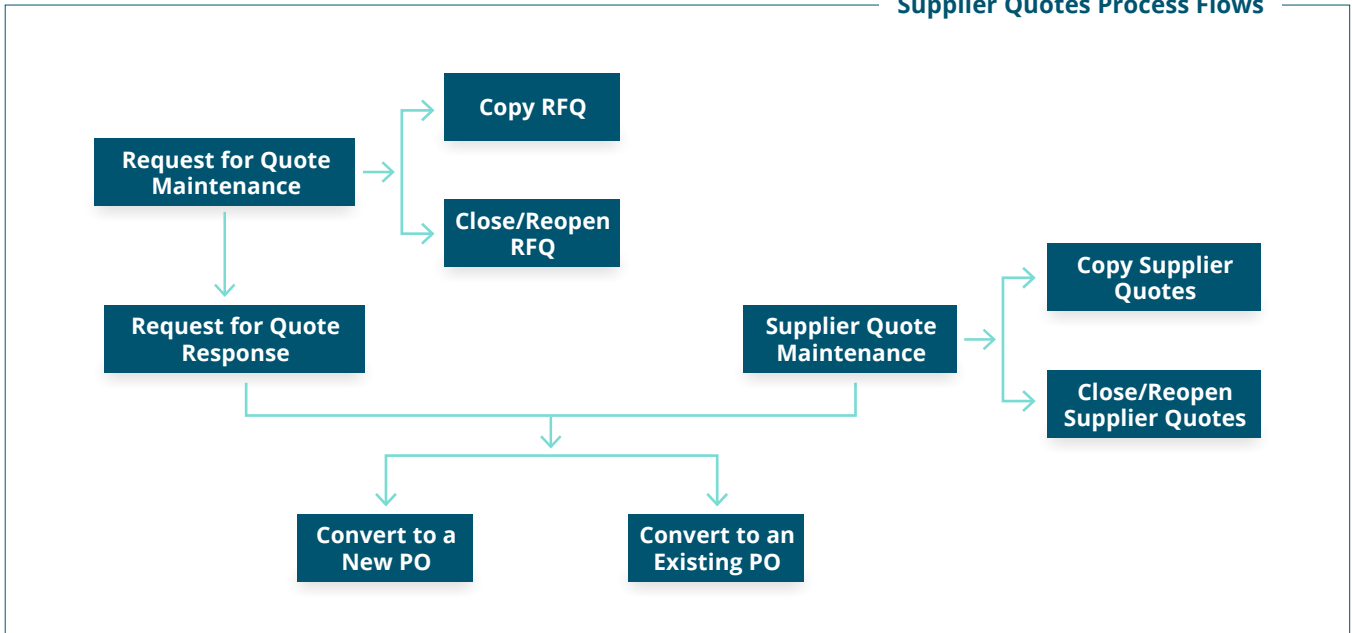 Supplier Quotes Process Flows
Copy RFQ
Request for Quote
Maintenance
Close/Reopen
RFQ
Copy Supplier
Quotes
Request for Quote
Response
Supplier Quote
Maintenance
Close/Reopen
Supplier Quotes
Convert to a
New PO
Convert to an
Existing PO